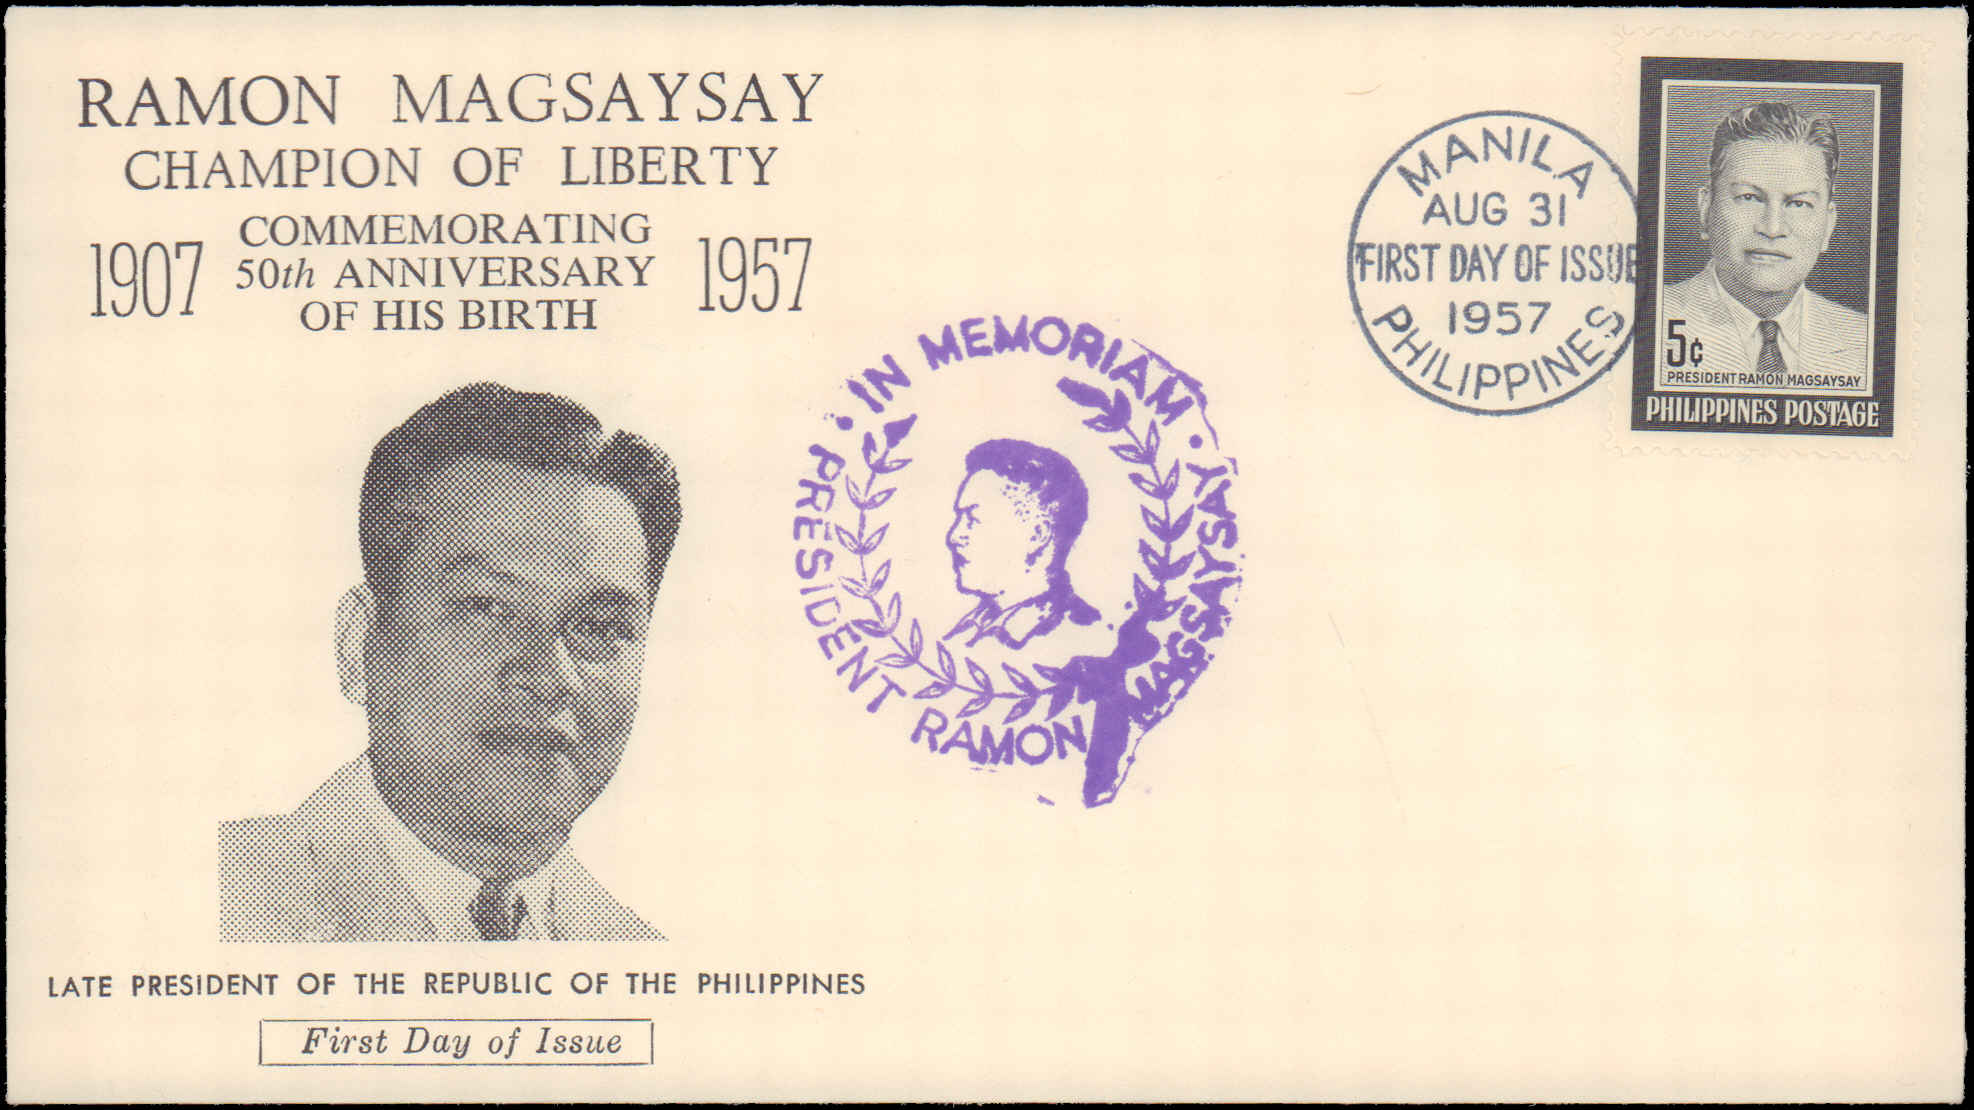 RAMON MAGSAYSAY
CHAMPION OF LIBERTY
1907
COMMEMORATING
50th ANNIVERSARY
OF HIS BIRTH
1957
LATE PRESIDENT OF THE REPUBLIC OF THE PHILIPPINES
First Day of Issue
· IN MEMORIAM ·
PRESIDENT RAMON MAGSAYSAY
MANILA
AUG 31
FIRST DAY OF ISSUE
1957
PHILIPPINES
5¢
PRESIDENT RAMON MAGSAYSAY
PHILIPPINES POSTAGE